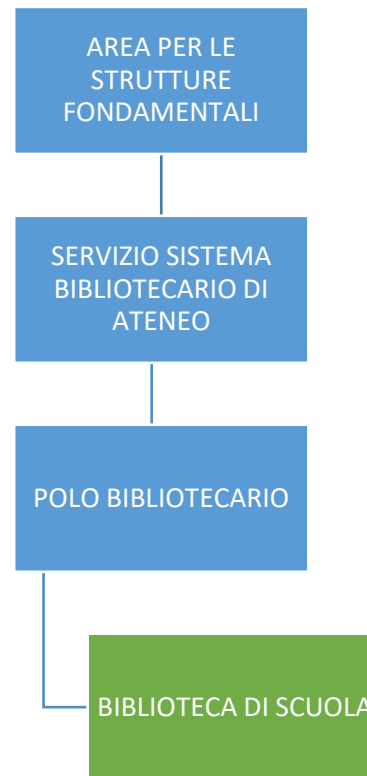 AREA PER LE
STRUTTURE
FONDAMENTALI
SERVIZIO SISTEMA
BIBLIOTECARIO DI
ATENEO
POLO BIBLIOTECARIO
BIBLIOTECA DI SCUOLA